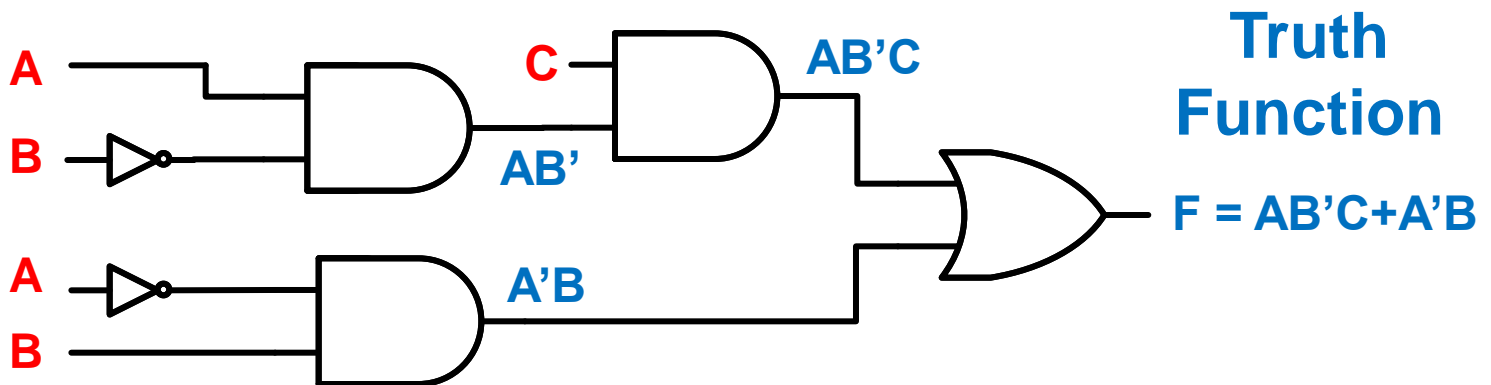 A
B
C
AB’
AB’C
A
B
A’B
Truth
Function
F = AB’C+A’B